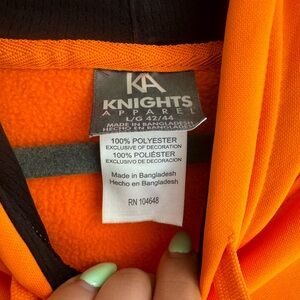 KA
KNIGHTS
APPAREL
L/G 42/44
MADE IN BANGLADESH
HECHO EN BANGLADESH
100% POLYESTER
EXCLUSIVE OF DECORATION
100% POLIÉSTER
EXCLUSIVO DE DECORACION
Made in Bangladesh
Hecho en Bangladesh
RN 104648